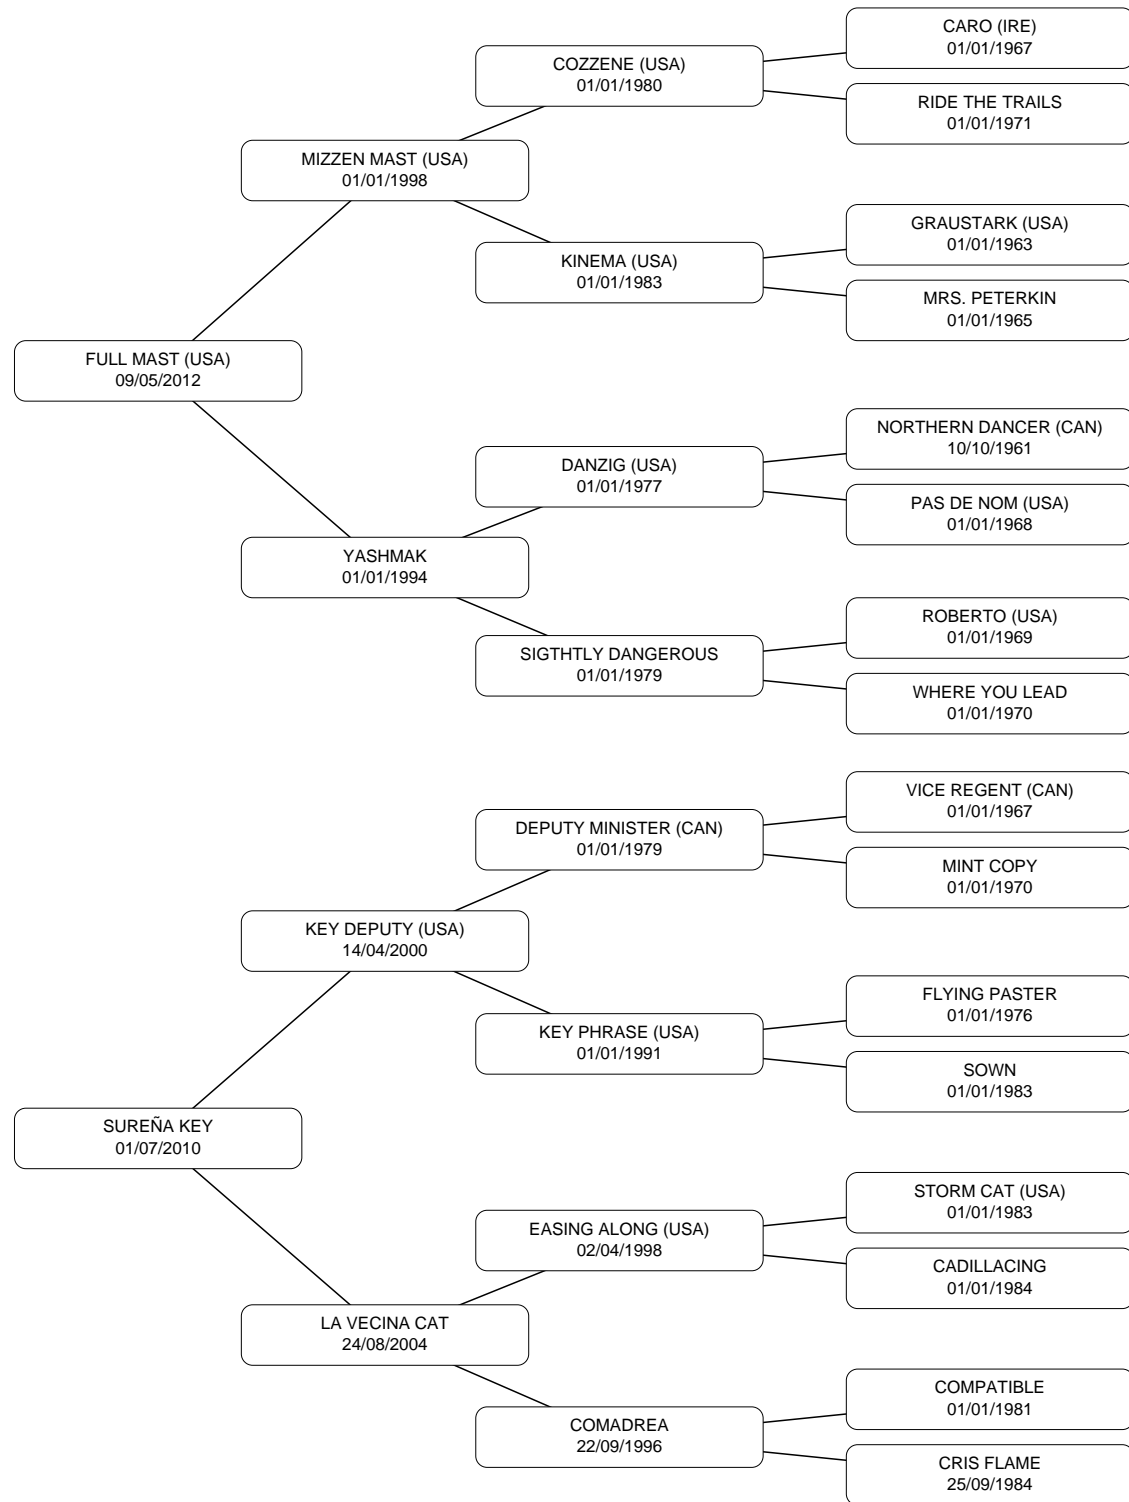 CARO (IRE)
01/01/1967
COZZENE (USA)
01/01/1980
RIDE THE TRAILS
01/01/1971
MIZZEN MAST (USA)
01/01/1998
GRAUSTARK (USA)
01/01/1963
KINEMA (USA)
01/01/1983
MRS. PETERKIN
01/01/1965
FULL MAST (USA)
09/05/2012
NORTHERN DANCER (CAN)
10/10/1961
DANZIG (USA)
01/01/1977
PAS DE NOM (USA)
01/01/1968
YASHMAK
01/01/1994
ROBERTO (USA)
01/01/1969
SIGTHTLY DANGEROUS
01/01/1979
WHERE YOU LEAD
01/01/1970
VICE REGENT (CAN)
01/01/1967
DEPUTY MINISTER (CAN)
01/01/1979
MINT COPY
01/01/1970
KEY DEPUTY (USA)
14/04/2000
FLYING PASTER
01/01/1976
KEY PHRASE (USA)
01/01/1991
SOWN
01/01/1983
SUREÑA KEY
01/07/2010
STORM CAT (USA)
01/01/1983
EASING ALONG (USA)
02/04/1998
CADILLACING
01/01/1984
LA VECINA CAT
24/08/2004
COMPATIBLE
01/01/1981
COMADREA
22/09/1996
CRIS FLAME
25/09/1984